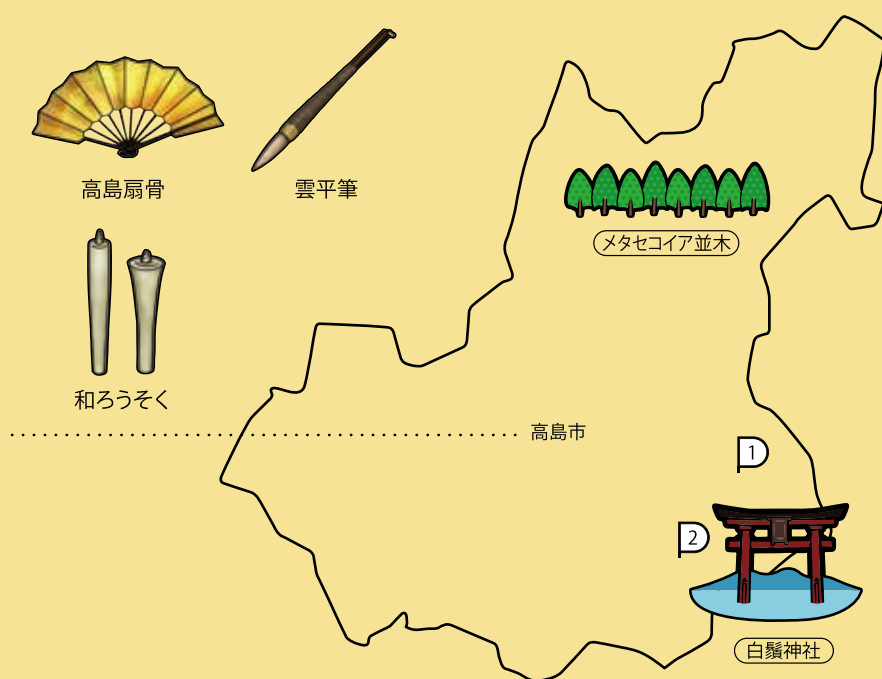 高島扇骨
雲平筆
メタセコイア並木
和ろうそく
高島市
1
2
白鬚神社